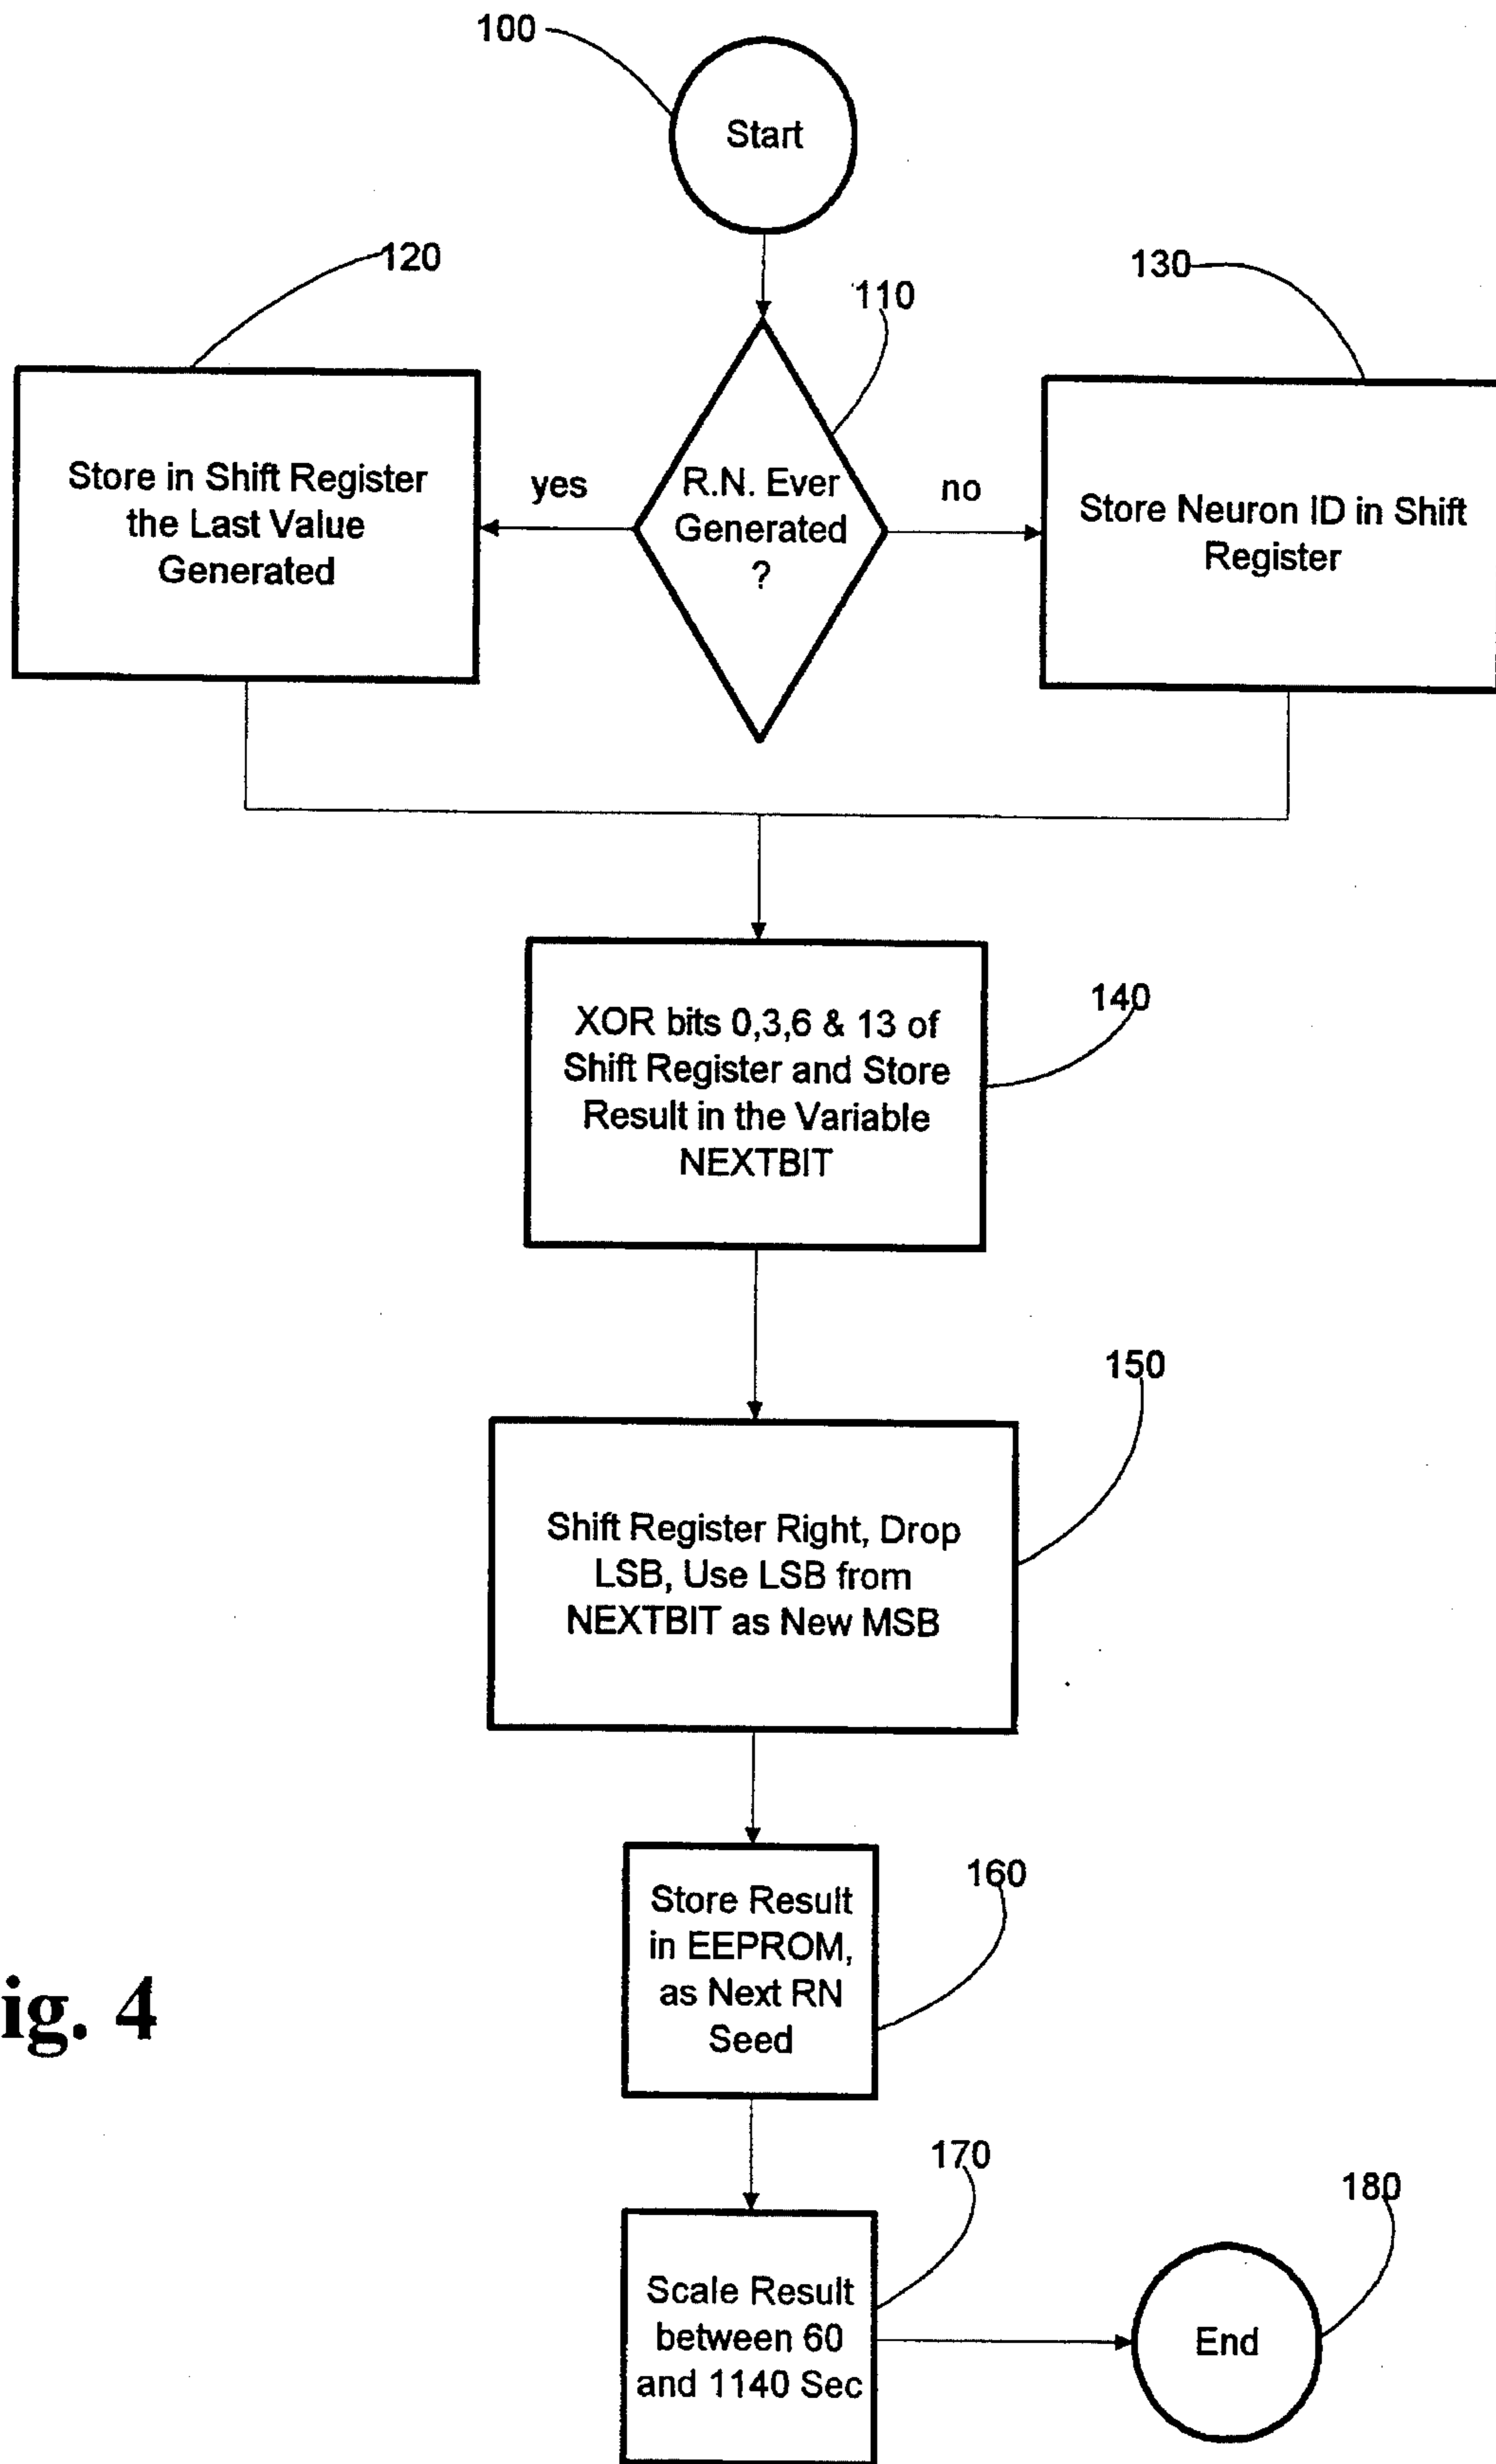 100
Start
120
110
130
Store in Shift Register
the Last Value
Generated
yes
R.N. Ever
Generated
?
no
Store Neuron ID in Shift
Register
140
XOR bits 0,3,6 & 13 of
Shift Register and Store
Result in the Variable
NEXTBIT
150
Shift Register Right, Drop
LSB, Use LSB from
NEXTBIT as New MSB
160
Store Result
in EEPROM,
as Next RN
Seed
ig. 4
170
180
Scale Result
between 60
and 1140 Sec
End